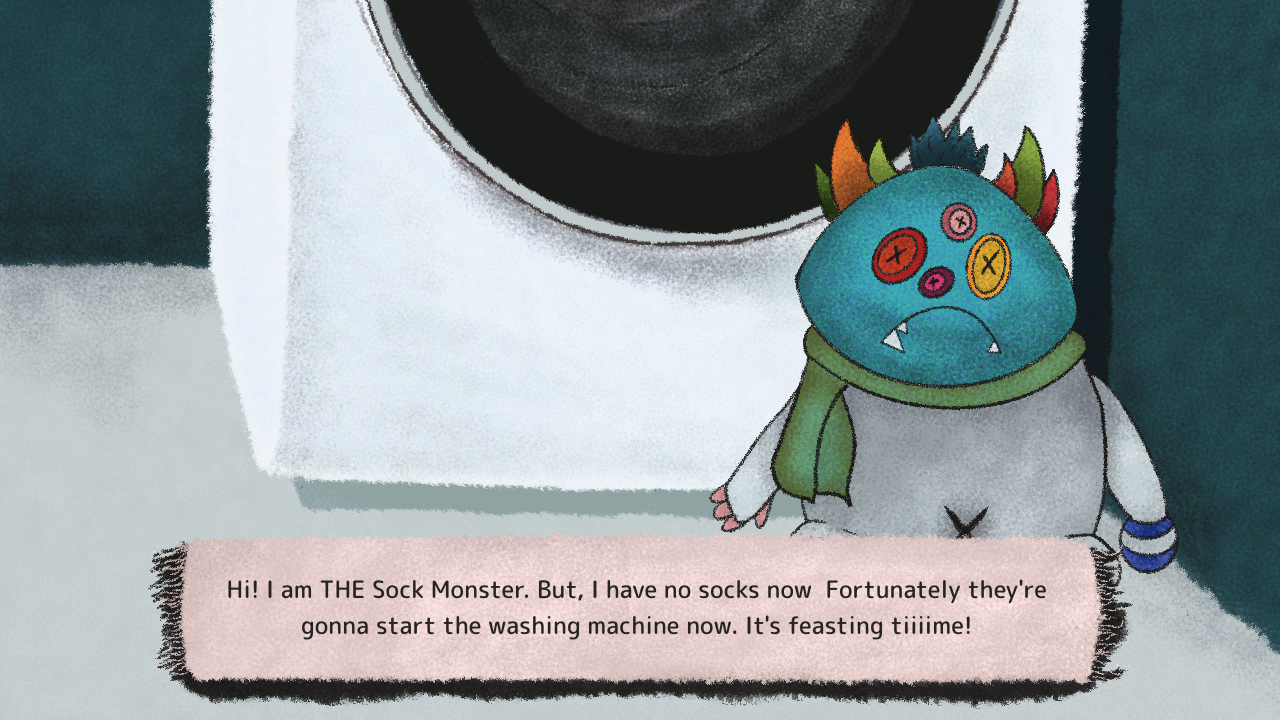 Hi! I am THE Sock Monster. But, I have no socks now  Fortunately they're
gonna start the washing machine now. It's feasting tiiiime!